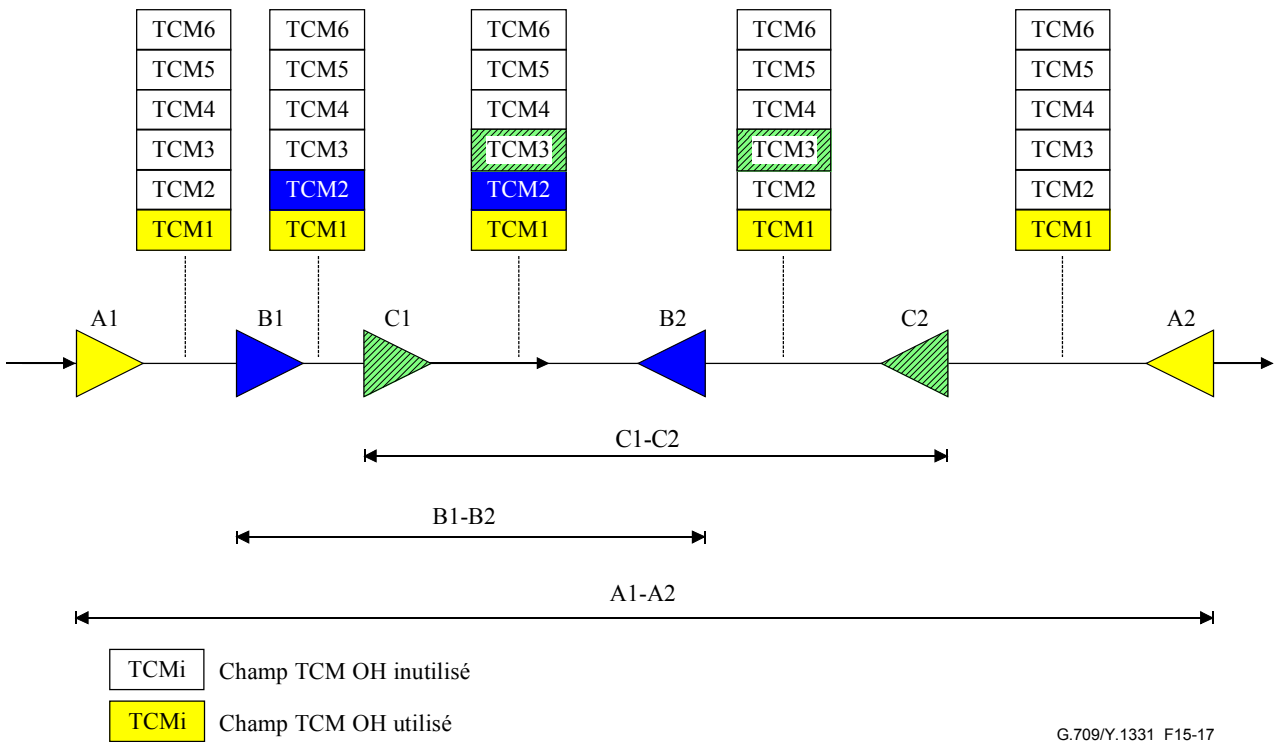 TCM6 TCM6 TCM6 TCM6 TCM6
TCM5 TCM5 TCM5 TCM5 TCM5
TCM4 TCM4 TCM4 TCM4 TCM4
TCM3 TCM3 TCM3 TCM3 TCM3
TCM2 TCM2 TCM2 TCM2 TCM2
TCM1 TCM1 TCM1 TCM1 TCM1
A1 B1 C1 B2 C2 A2
C1-C2
B1-B2
A1-A2
TCMi Champ TCM OH inutilisé
TCMi Champ TCM OH utilisé
G.709/Y.1331_F15-17